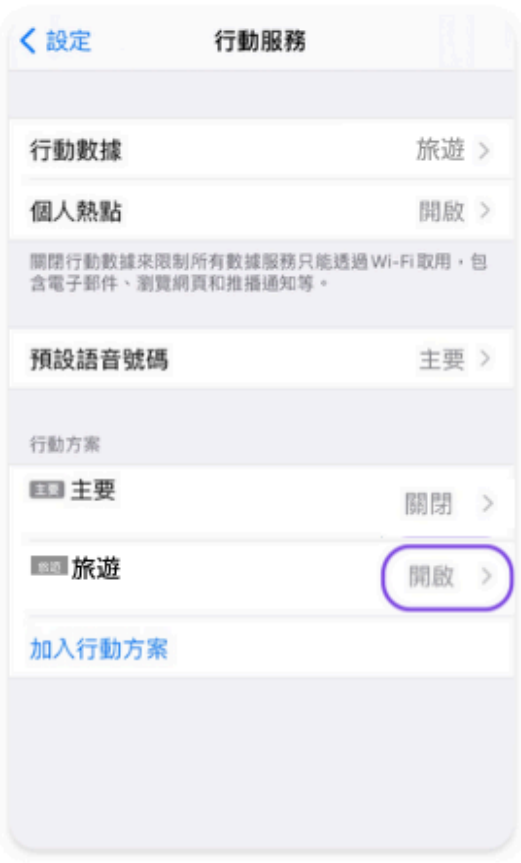 設定
行動服務
行動數據 旅遊
個人熱點 開啟
關閉行動數據來限制所有數據服務只能透過 Wi-Fi 取用，包
含電子郵件、瀏覽網頁和推播通知等。
預設語音號碼 主要
行動方案
主要 主要 關閉
旅遊 旅遊 開啟
加入行動方案